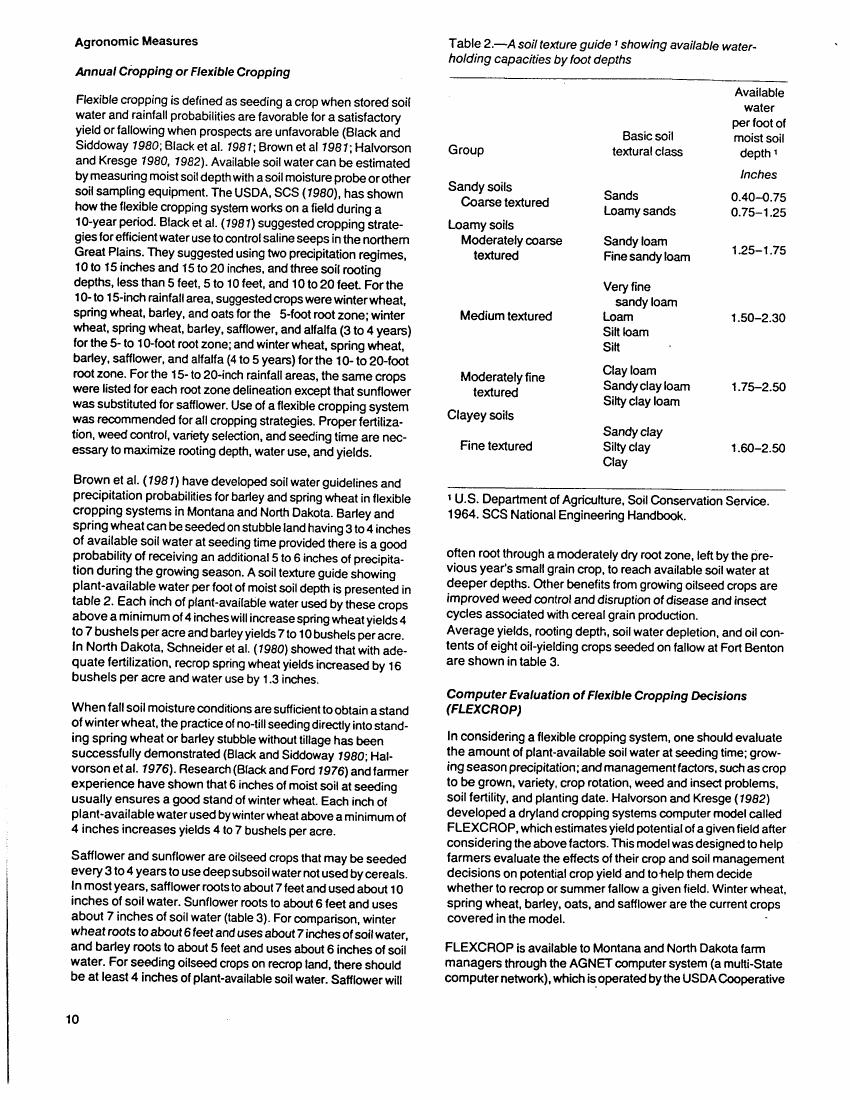 Agronomic Measures
Annual Cropping or Flexible Cropping
Flexible cropping is defined as seeding a crop when stored soil
water and rainfall probabilities are favorable for a satisfactory
yield or fallowing when prospects are unfavorable (Black and
Siddoway 1980; Black et al. 1981; Brown et al 1981; Halvorson
and Kresge 1980, 1982). Available soil water can be estimated
by measuring moist soil depth with a soil moisture probe or other
soil sampling equipment. The USDA, SCS (1980), has shown
how the flexible cropping system works on a field during a
10-year period. Black et al. (1981) suggested cropping strate-
gies for efficient water use to control saline seeps in the northern
Great Plains. They suggested using two precipitation regimes,
10 to 15 inches and 15 to 20 inches, and three soil rooting
depths, less than 5 feet, 5 to 10 feet, and 10 to 20 feet. For the
10- to 15-inch rainfall area, suggested crops were winter wheat,
spring wheat, barley, and oats for the 5-foot root zone; winter
wheat, spring wheat, barley, safflower, and alfalfa (3 to 4 years)
for the 5- to 10-foot root zone; and winter wheat, spring wheat,
barley, safflower, and alfalfa (4 to 5 years) for the 10- to 20-foot
root zone. For the 15- to 20-inch rainfall areas, the same crops
were listed for each root zone delineation except that sunflower
was substituted for safflower. Use of a flexible cropping system
was recommended for all cropping strategies. Proper fertiliza-
tion, weed control, variety selection, and seeding time are nec-
essary to maximize rooting depth, water use, and yields.
Brown et al. (1981) have developed soil water guidelines and
precipitation probabilities for barley and spring wheat in flexible
cropping systems in Montana and North Dakota. Barley and
spring wheat can be seeded on stubble land having 3 to 4 inches
of available soil water at seeding time provided there is a good
probability of receiving an additional 5 to 6 inches of precipita-
tion during the growing season. A soil texture guide showing
plant-available water per foot of moist soil depth is presented in
table 2. Each inch of plant-available water used by these crops
above a minimum of 4 inches will increase spring wheat yields 4
to 7 bushels per acre and barley yields 7 to 10 bushels per acre.
In North Dakota, Schneider et al. (1980) showed that with ade-
quate fertilization, recrop spring wheat yields increased by 16
bushels per acre and water use by 1.3 inches.
When fall soil moisture conditions are sufficient to obtain a stand
of winter wheat, the practice of no-till seeding directly into stand-
ing spring wheat or barley stubble without tillage has been
successfully demonstrated (Black and Siddoway 1980; Hal-
vorson et al. 1976). Research (Black and Ford 1976) and farmer
experience have shown that 6 inches of moist soil at seeding
usually ensures a good stand of winter wheat. Each inch of
plant-available water used by winter wheat above a minimum of
4 inches increases yields 4 to 7 bushels per acre.
Safflower and sunflower are oilseed crops that may be seeded
every 3 to 4 years to use deep subsoil water not used by cereals.
In most years, safflower roots to about 7 feet and used about 10
inches of soil water. Sunflower roots to about 6 feet and uses
about 7 inches of soil water (table 3). For comparison, winter
wheat roots to about 6 feet and uses about 7 inches of soil water,
and barley roots to about 5 feet and uses about 6 inches of soil
water. For seeding oilseed crops on recrop land, there should
be at least 4 inches of plant-available soil water. Safflower will
10
Table 2.—A soil texture guide 1 showing available water-
holding capacities by foot depths
Available
water
per foot of
Basic soil moist soil
Group textural class depth 1
Inches
Sandy soils
Coarse textured Sands 0.40–0.75
Loamy sands 0.75–1.25
Loamy soils
Moderately coarse Sandy loam
textured Fine sandy loam 1.25–1.75
Very fine
sandy loam
Medium textured Loam 1.50–2.30
Silt loam
Silt
Moderately fine Clay loam
textured Sandy clay loam 1.75–2.50
Silty clay loam
Clayey soils
Sandy clay
Fine textured Silty clay 1.60–2.50
Clay
1 U.S. Department of Agriculture, Soil Conservation Service.
1964. SCS National Engineering Handbook.
often root through a moderately dry root zone, left by the pre-
vious year's small grain crop, to reach available soil water at
deeper depths. Other benefits from growing oilseed crops are
improved weed control and disruption of disease and insect
cycles associated with cereal grain production.
Average yields, rooting depth, soil water depletion, and oil con-
tents of eight oil-yielding crops seeded on fallow at Fort Benton
are shown in table 3.
Computer Evaluation of Flexible Cropping Decisions
(FLEXCROP)
In considering a flexible cropping system, one should evaluate
the amount of plant-available soil water at seeding time; grow-
ing season precipitation; and management factors, such as crop
to be grown, variety, crop rotation, weed and insect problems,
soil fertility, and planting date. Halvorson and Kresge (1982)
developed a dryland cropping systems computer model called
FLEXCROP, which estimates yield potential of a given field after
considering the above factors. This model was designed to help
farmers evaluate the effects of their crop and soil management
decisions on potential crop yield and to help them decide
whether to recrop or summer fallow a given field. Winter wheat,
spring wheat, barley, oats, and safflower are the current crops
covered in the model.
FLEXCROP is available to Montana and North Dakota farm
managers through the AGNET computer system (a multi-State
computer network), which is operated by the USDA Cooperative